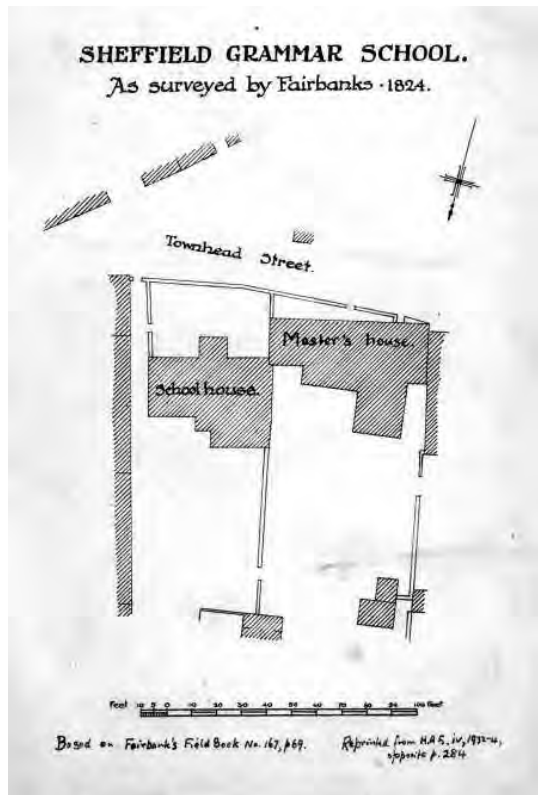 SHEFFIELD GRAMMAR SCHOOL.
As surveyed by Fairbanks · 1824.
Townhead Street.
Master's house.
School house.
Feet 10 5 0 10 20 30 40 50 60 70 80 90 100 Feet
Based on Fairbank's Field Book No. 167, p69.
Reprinted from H.A.S. iv, 1932-4,
opposite p. 284